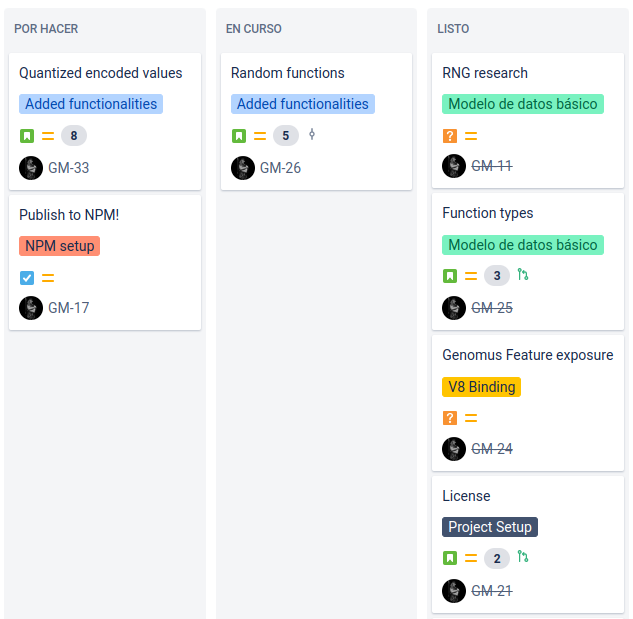 POR HACER
Quantized encoded values
Added functionalities
8
GM-33
Publish to NPM!
NPM setup
GM-17
EN CURSO
Random functions
Added functionalities
5
GM-26
LISTO
RNG research
Modelo de datos básico
?
GM-11
Function types
Modelo de datos básico
3
GM-25
Genomus Feature exposure
V8 Binding
?
GM-24
License
Project Setup
2
GM-21